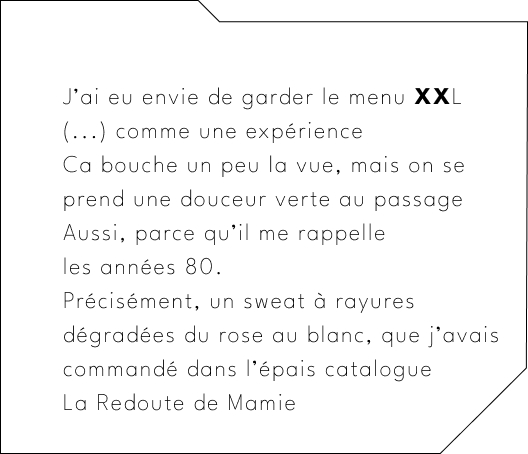 J'ai eu envie de garder le menu XXL
(...) comme une expérience
Ca bouche un peu la vue, mais on se
prend une douceur verte au passage
Aussi, parce qu'il me rappelle
les années 80.
Précisément, un sweat à rayures
dégradées du rose au blanc, que j'avais
commandé dans l'épais catalogue
La Redoute de Mamie